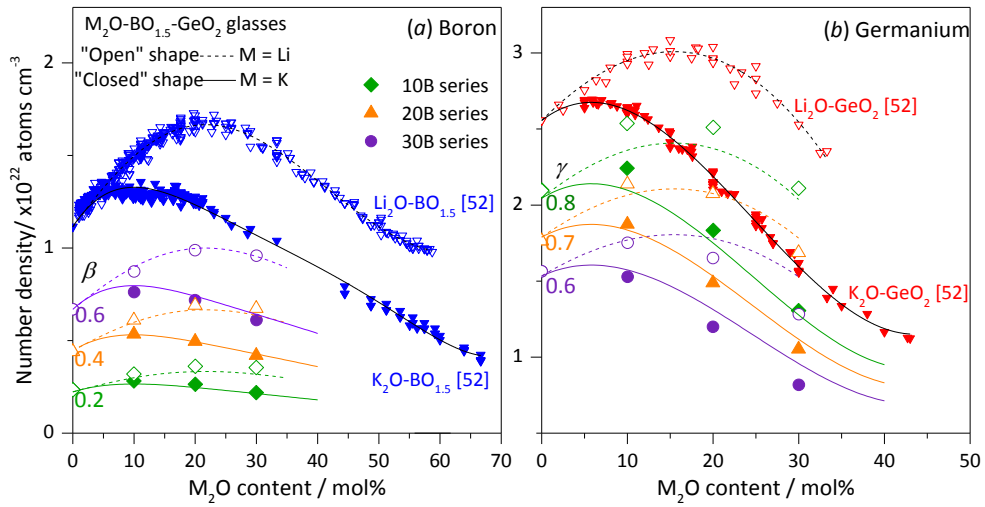 M₂O-BO₁.₅-GeO₂ glasses
"Open" shape M = Li
"Closed" shape M = K
(a) Boron
10B series
20B series
30B series
Li₂O-BO₁.₅ [52]
K₂O-BO₁.₅ [52]
β
0.6
0.4
0.2
Number density/ x10²² atoms cm⁻³
2
1
0
0 10 20 30 40 50 60 70
M₂O content / mol%
(b) Germanium
Li₂O-GeO₂ [52]
K₂O-GeO₂ [52]
γ
0.8
0.7
0.6
3
2
1
0 10 20 30 40 50
M₂O content / mol%